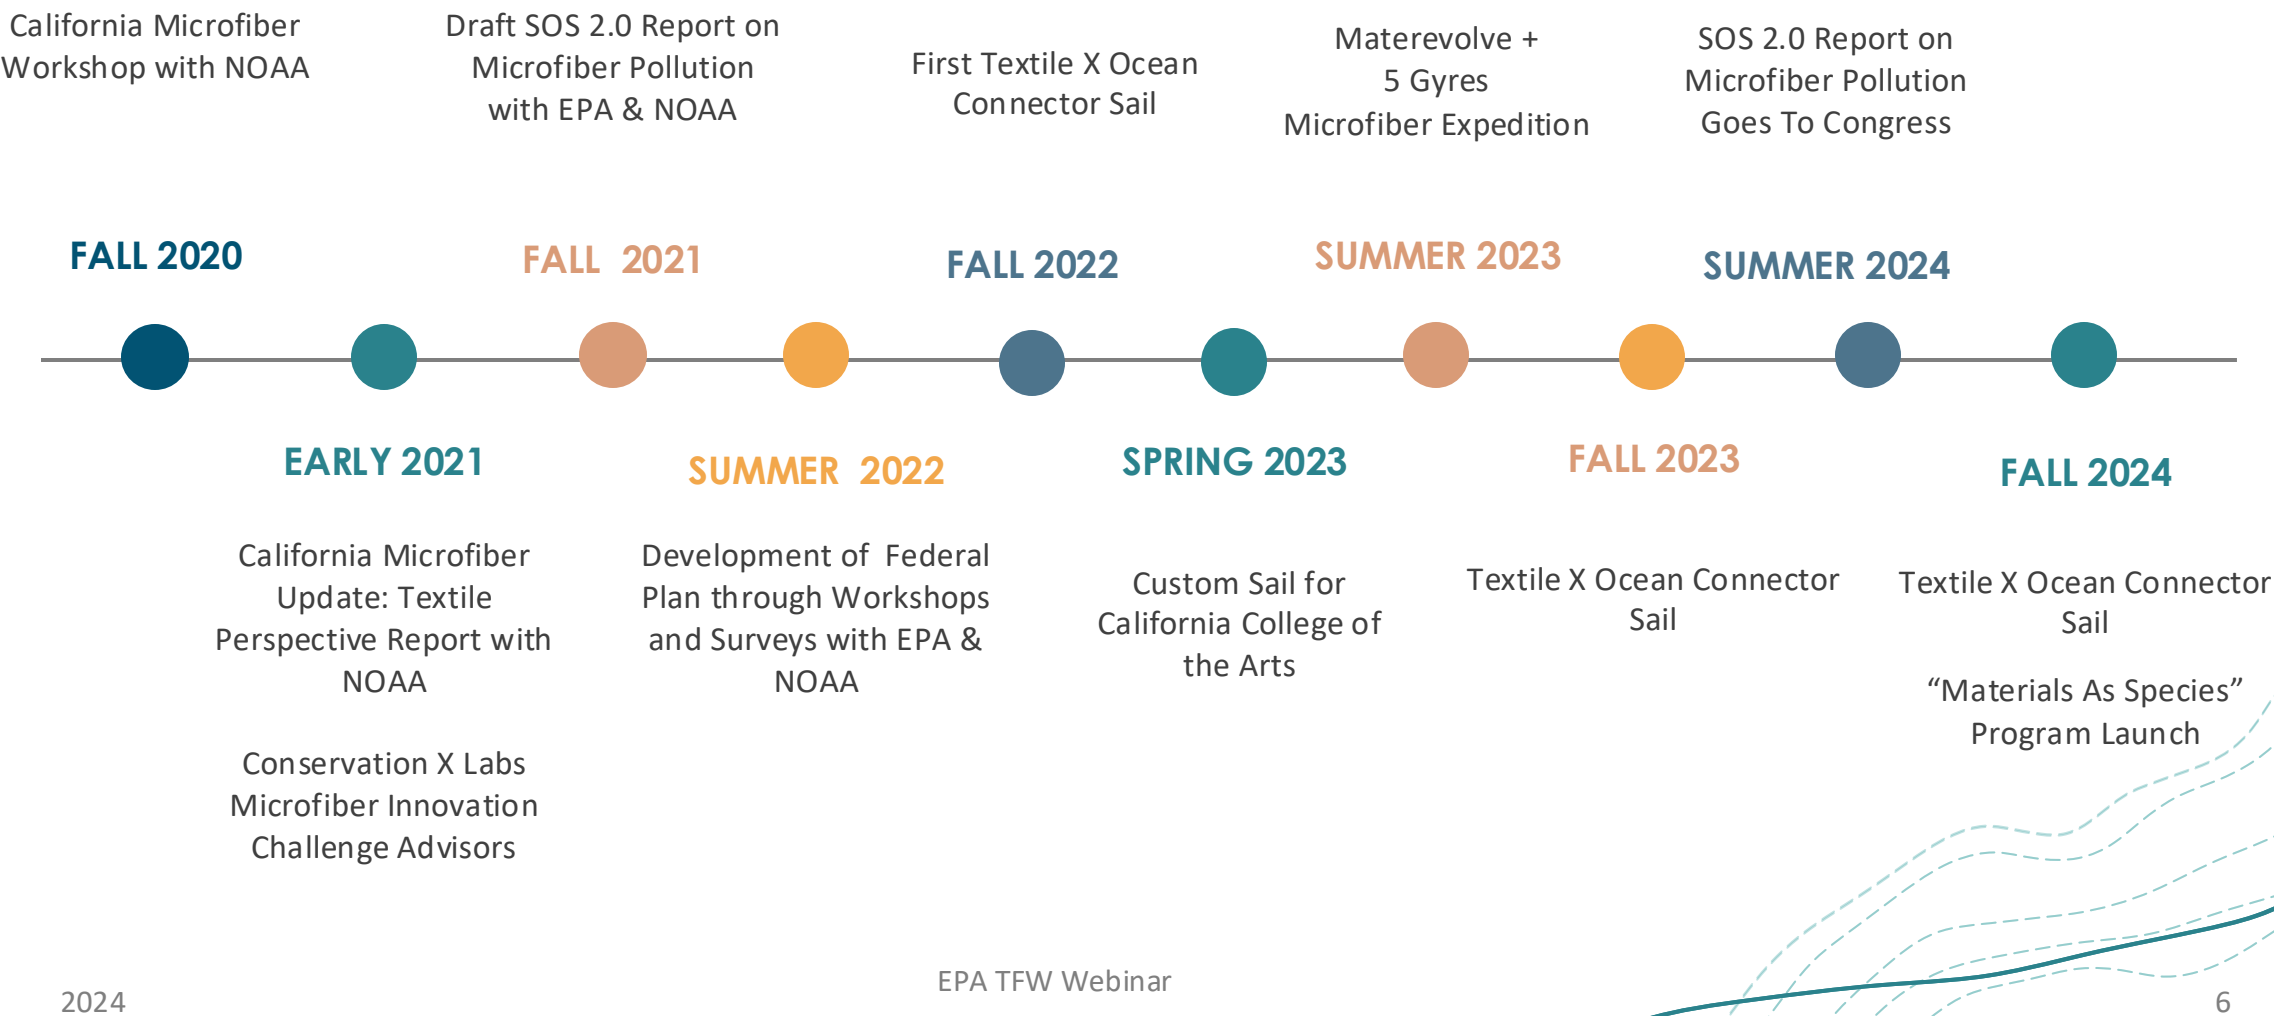 California Microfiber
Workshop with NOAA
Draft SOS 2.0 Report on
Microfiber Pollution
with EPA & NOAA
First Textile X Ocean
Connector Sail
Materevolve +
5 Gyres
Microfiber Expedition
SOS 2.0 Report on
Microfiber Pollution
Goes To Congress
FALL 2020
FALL 2021
FALL 2022
SUMMER 2023
SUMMER 2024
EARLY 2021
SUMMER 2022
SPRING 2023
FALL 2023
FALL 2024
California Microfiber
Update: Textile
Perspective Report with
NOAA
Conservation X Labs
Microfiber Innovation
Challenge Advisors
Development of Federal
Plan through Workshops
and Surveys with EPA &
NOAA
Custom Sail for
California College of
the Arts
Textile X Ocean Connector
Sail
Textile X Ocean Connector
Sail
“Materials As Species”
Program Launch
2024
EPA TFW Webinar
6